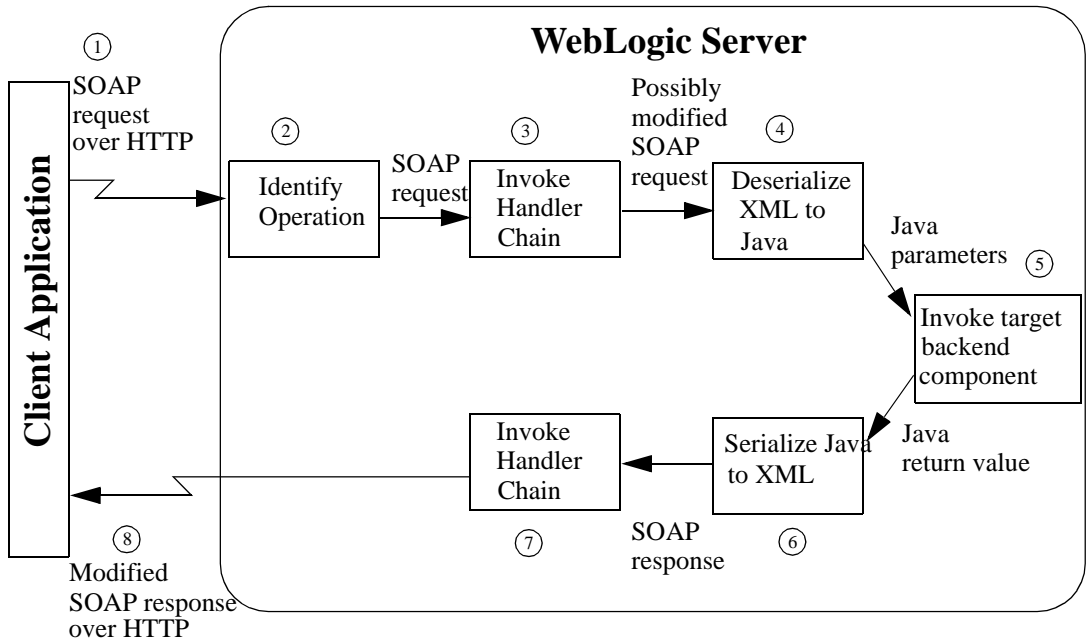 WebLogic Server
1
SOAP
request
over HTTP
Client Application
2
Identify
Operation
SOAP
request
3
Invoke
Handler
Chain
Possibly
modified
SOAP
request
4
Deserialize
XML to
Java
Java
parameters
5
Invoke target
backend
component
Java
return value
Serialize Java
to XML
6
SOAP
response
Invoke
Handler
Chain
7
8
Modified
SOAP response
over HTTP